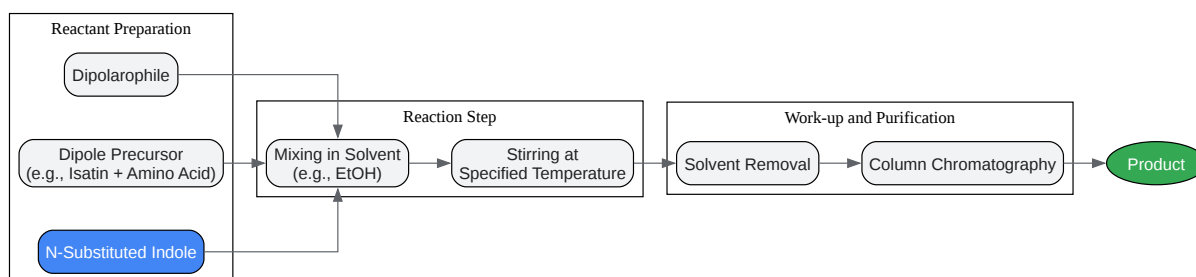 Reactant Preparation
Dipolarophile
Dipole Precursor
(e.g., Isatin + Amino Acid)
N-Substituted Indole
Reaction Step
Mixing in Solvent
(e.g., EtOH)
Stirring at
Specified Temperature
Work-up and Purification
Solvent Removal
Column Chromatography
Product